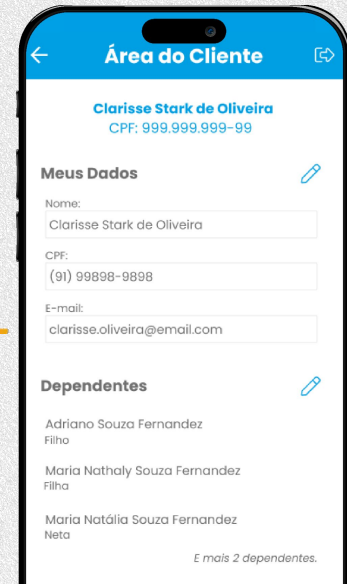 Área do Cliente
Clarisse Stark de Oliveira
CPF: 999.999.999-99
Meus Dados
Nome:
Clarisse Stark de Oliveira
CPF:
(91) 99898-9898
E-mail:
clarisse.oliveira@email.com
Dependentes
Adriano Souza Fernandez
Filho
Maria Nathaly Souza Fernandez
Filha
Maria Natália Souza Fernandez
Neta
E mais 2 dependentes.